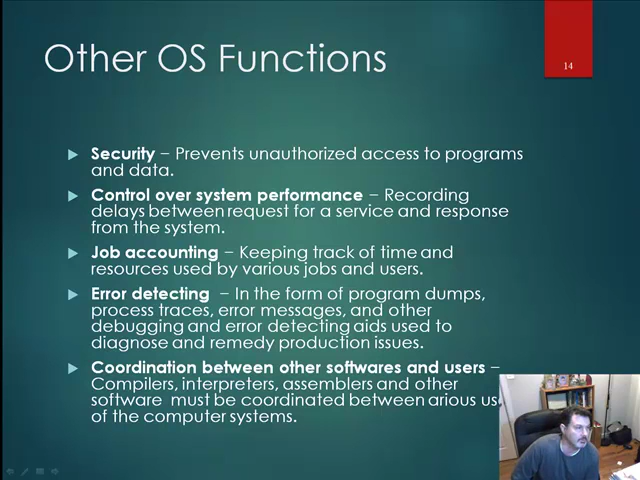 Other OS Functions
14
Security – Prevents unauthorized access to programs
and data.
Control over system performance – Recording
delays between request for a service and response
from the system.
Job accounting – Keeping track of time and
resources used by various jobs and users.
Error detecting – In the form of program dumps,
process traces, error messages, and other
debugging and error detecting aids used to
diagnose and remedy production issues.
Coordination between other softwares and users –
Compilers, interpreters, assemblers and other
software must be coordinated between arious
of the computer systems.